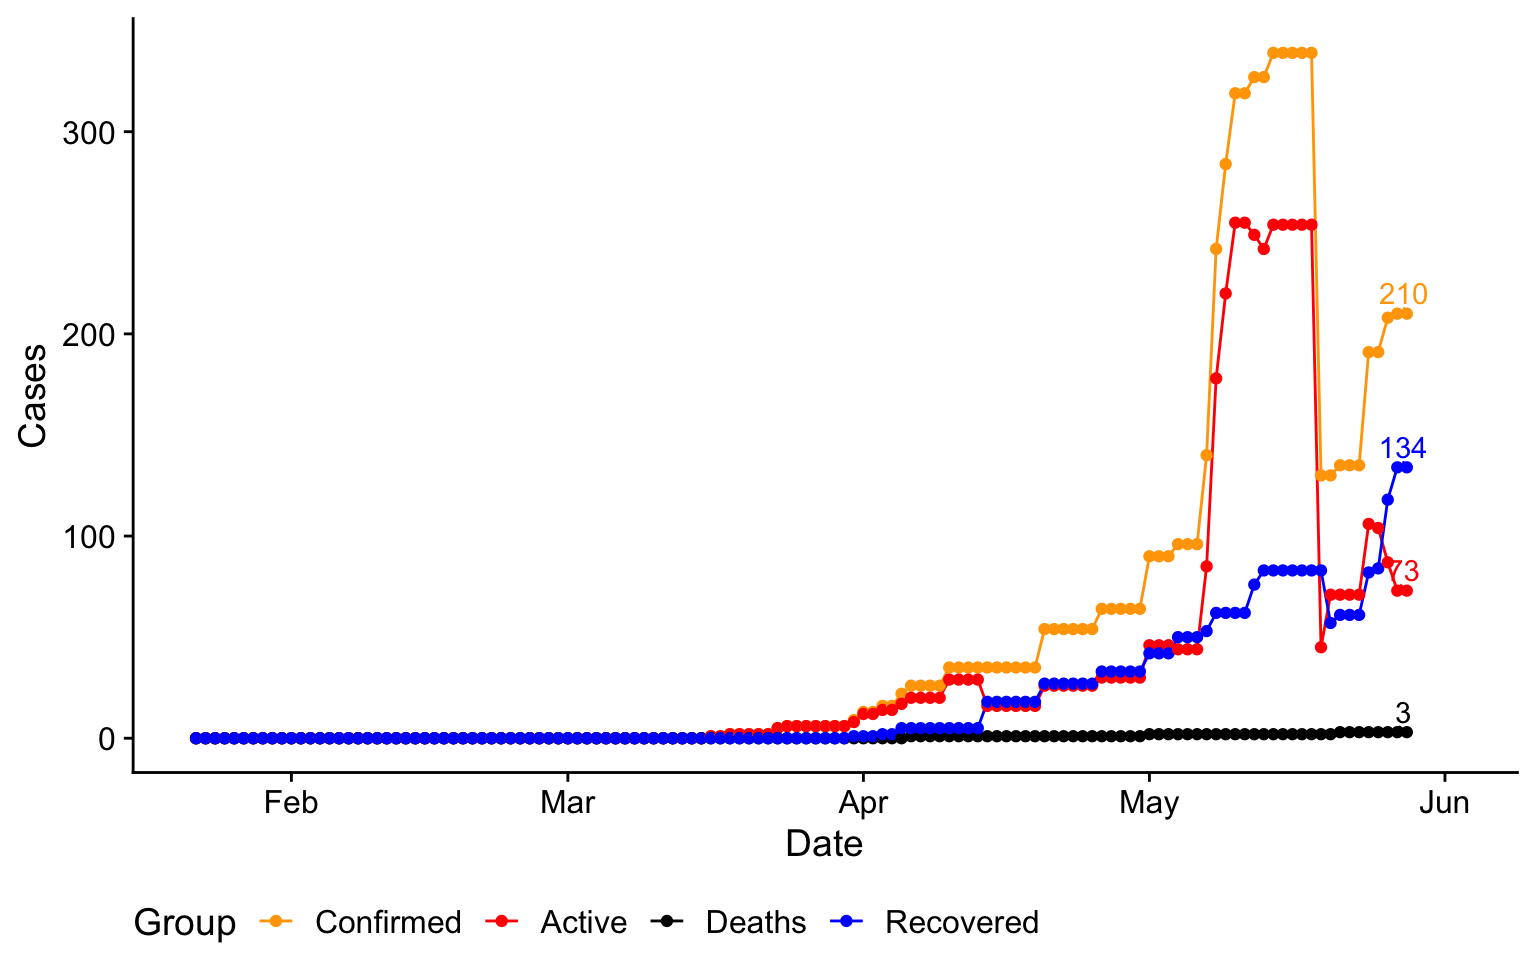 300
200
100
0
Cases
210
134
73
3
Feb Mar Apr May Jun
Date
Group Confirmed Active Deaths Recovered